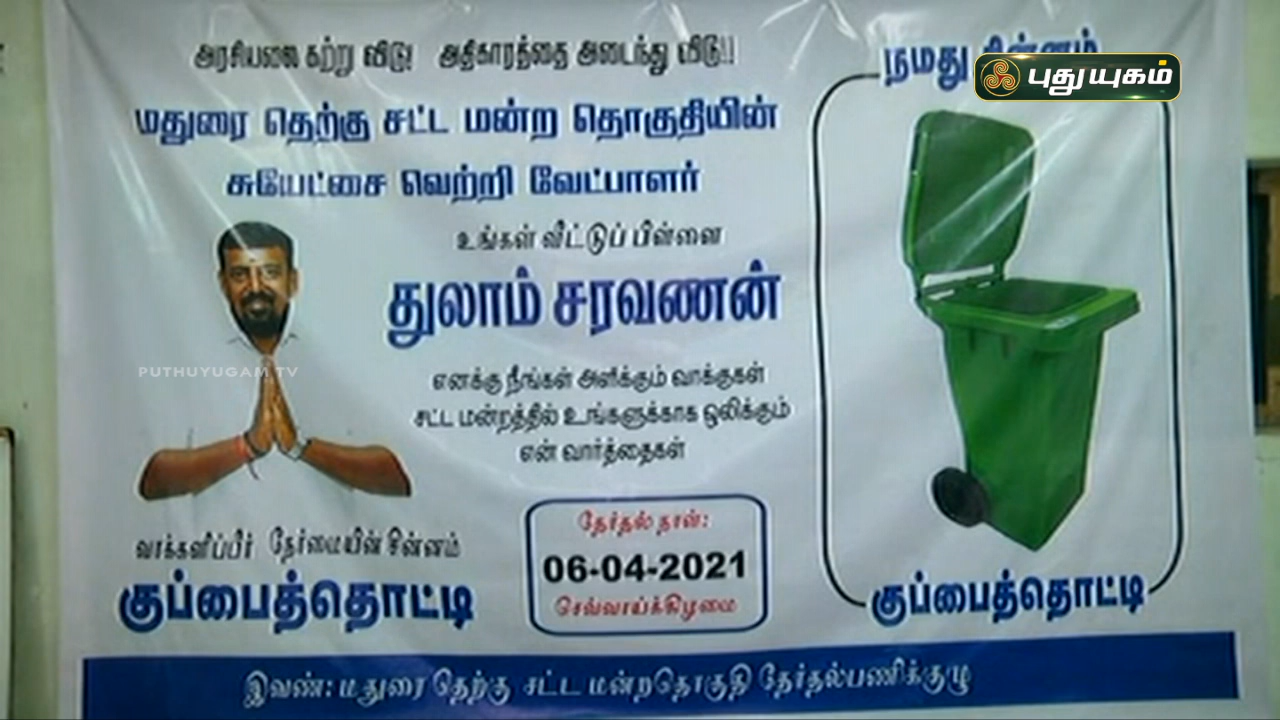 அரசியலை கற்று விடு! அதிகாரத்தை அடைந்து விடு!!
மதுரை தெற்கு சட்ட மன்ற தொகுதியின்
சுயேட்சை வெற்றி வேட்பாளர்
உங்கள் வீட்டுப் பிள்ளை
துலாம் சரவணன்
எனக்கு நீங்கள் அளிக்கும் வாக்குகள்
சட்ட மன்றத்தில் உங்களுக்காக ஒலிக்கும்
என் வார்த்தைகள்
வாக்களிப்பீர் நேர்மையின் சின்னம்
குப்பைத்தொட்டி
தேர்தல் நாள்:
06-04-2021
செவ்வாய்க்கிழமை
நமது சின்னம்
குப்பைத்தொட்டி
இவண்: மதுரை தெற்கு சட்ட மன்றதொகுதி தேர்தல்பணிக்குழு
புதுயுகம்
PUTHUYUGAM TV